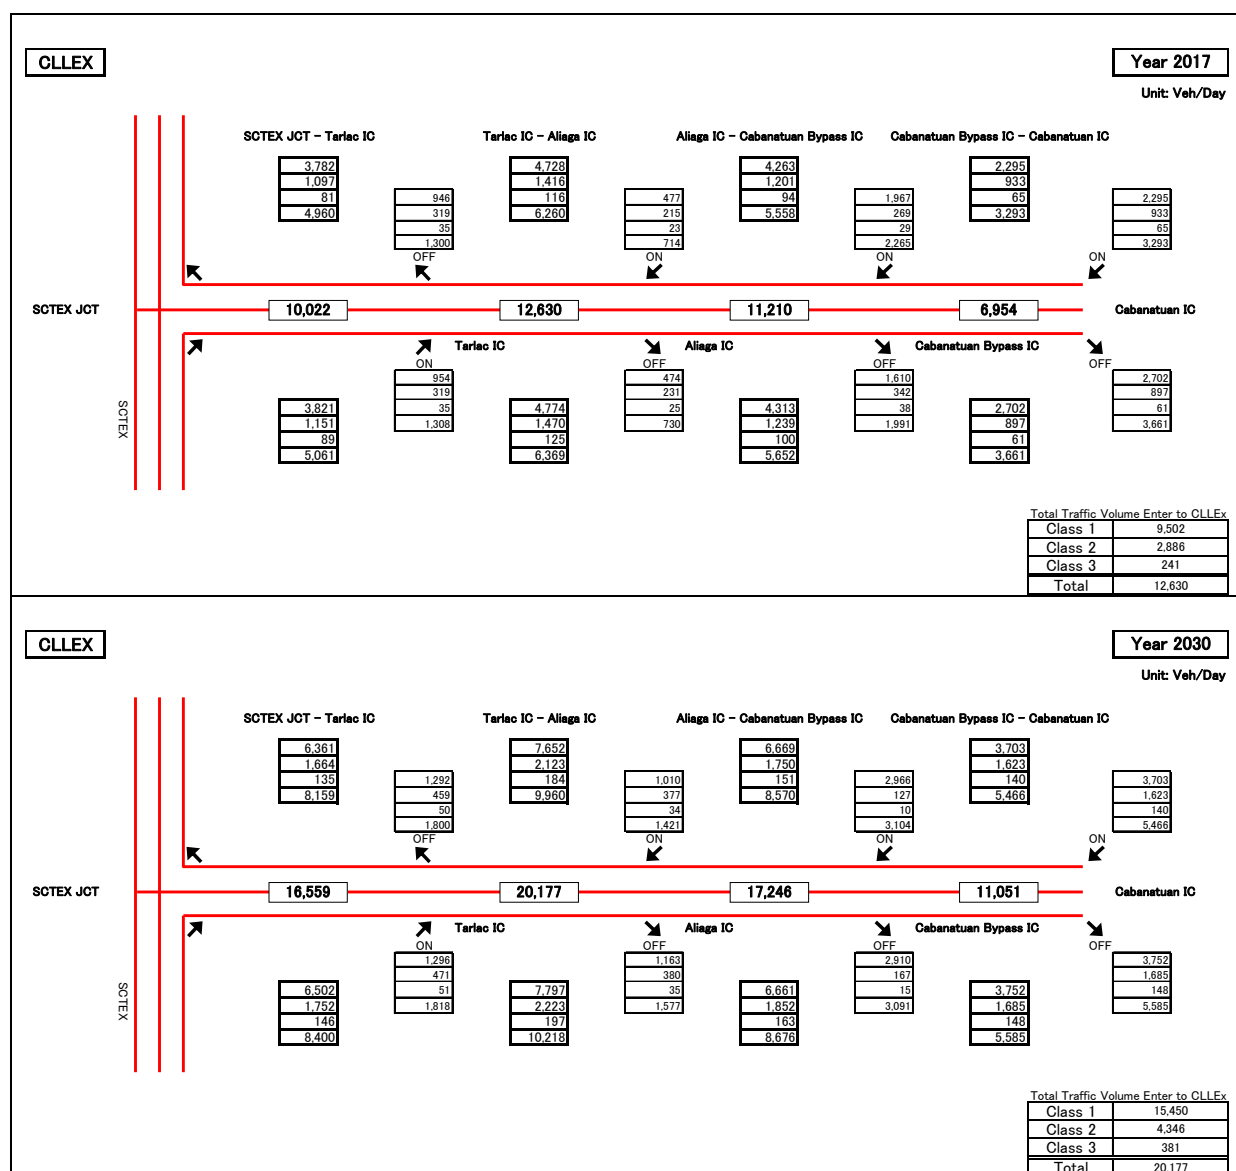 CLLEX
Year 2017
Unit: Veh/Day
SCTEX JCT - Tarlac IC
Tarlac IC - Aliaga IC
Aliaga IC - Cabanatuan Bypass IC
Cabanatuan Bypass IC - Cabanatuan IC
3,782
1,097
81
4,960
946
319
35
1,300
OFF
4,728
1,416
116
6,260
477
215
23
714
ON
4,263
1,201
94
5,558
1,967
269
29
2,265
ON
2,295
933
65
3,293
2,295
933
65
3,293
ON
SCTEX JCT
10,022
12,630
11,210
6,954
Cabanatuan IC
Tarlac IC
Aliaga IC
Cabanatuan Bypass IC
SCTEX
3,821
1,151
89
5,061
ON
954
319
35
1,308
4,774
1,470
125
6,369
OFF
474
231
25
730
4,313
1,239
100
5,652
OFF
1,610
342
38
1,991
2,702
897
61
3,661
OFF
2,702
897
61
3,661
Total Traffic Volume Enter to CLLEx
Class 1 9,502
Class 2 2,886
Class 3 241
Total 12,630
CLLEX
Year 2030
Unit: Veh/Day
SCTEX JCT - Tarlac IC
Tarlac IC - Aliaga IC
Aliaga IC - Cabanatuan Bypass IC
Cabanatuan Bypass IC - Cabanatuan IC
6,361
1,664
135
8,159
1,292
459
50
1,800
OFF
7,652
2,123
184
9,960
1,010
377
34
1,421
ON
6,669
1,750
151
8,570
2,966
127
10
3,104
ON
3,703
1,623
140
5,466
3,703
1,623
140
5,466
ON
SCTEX JCT
16,559
20,177
17,246
11,051
Cabanatuan IC
Tarlac IC
Aliaga IC
Cabanatuan Bypass IC
SCTEX
6,502
1,752
146
8,400
ON
1,296
471
51
1,818
7,797
2,223
197
10,218
OFF
1,163
380
35
1,577
6,661
1,852
163
8,676
OFF
2,910
167
15
3,091
3,752
1,685
148
5,585
OFF
3,752
1,685
148
5,585
Total Traffic Volume Enter to CLLEx
Class 1 15,450
Class 2 4,346
Class 3 381
Total 20,177